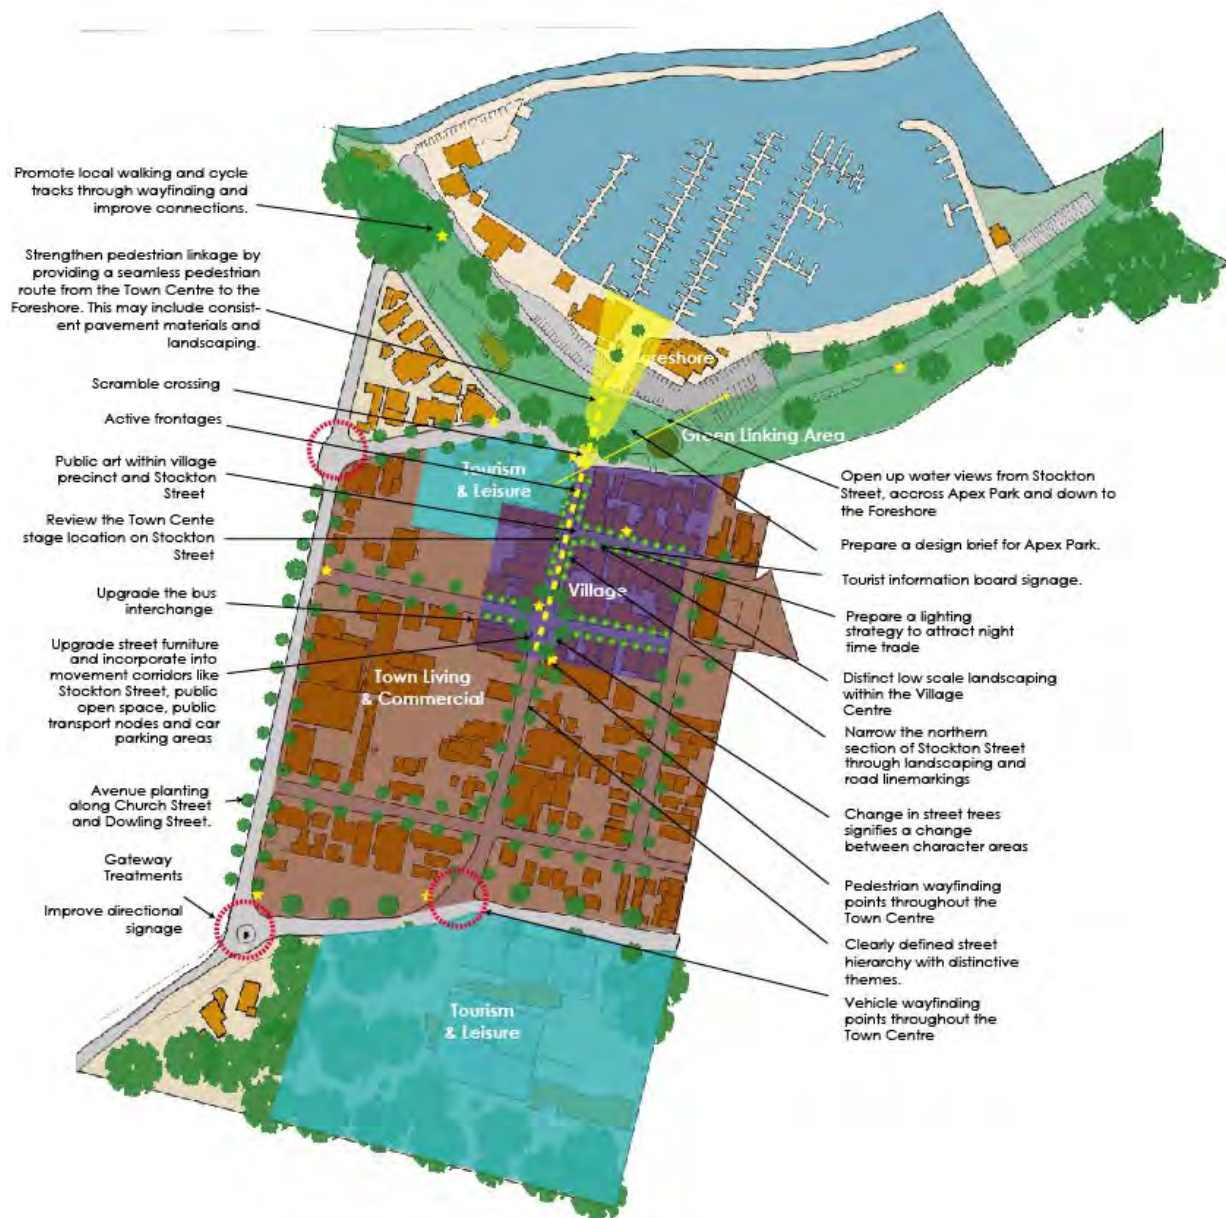 Promote local walking and cycle
tracks through wayfinding and
improve connections.
Strengthen pedestrian linkage by
providing a seamless pedestrian
route from the Town Centre to the
Foreshore. This may include consist-
ent pavement materials and
landscaping.
Scramble crossing
Active frontages
Public art within village
precinct and Stockton
Street
Review the Town Cente
stage location on Stockton
Street
Upgrade the bus
interchange
Upgrade street furniture
and incorporate into
movement corridors like
Stockton Street, public
open space, public
transport nodes and car
parking areas
Avenue planting
along Church Street
and Dowling Street.
Gateway
Treatments
Improve directional
signage
Foreshore
Green Linking Area
Tourism
& Leisure
Village
Town Living
& Commercial
Tourism
& Leisure
Open up water views from Stockton
Street, accross Apex Park and down to
the Foreshore
Prepare a design brief for Apex Park.
Tourist information board signage.
Prepare a lighting
strategy to attract night
time trade
Distinct low scale landscaping
within the Village
Centre
Narrow the northern
section of Stockton Street
through landscaping and
road linemarkings
Change in street trees
signifies a change
between character areas
Pedestrian wayfinding
points throughout the
Town Centre
Clearly defined street
hierarchy with distinctive
themes.
Vehicle wayfinding
points throughout the
Town Centre